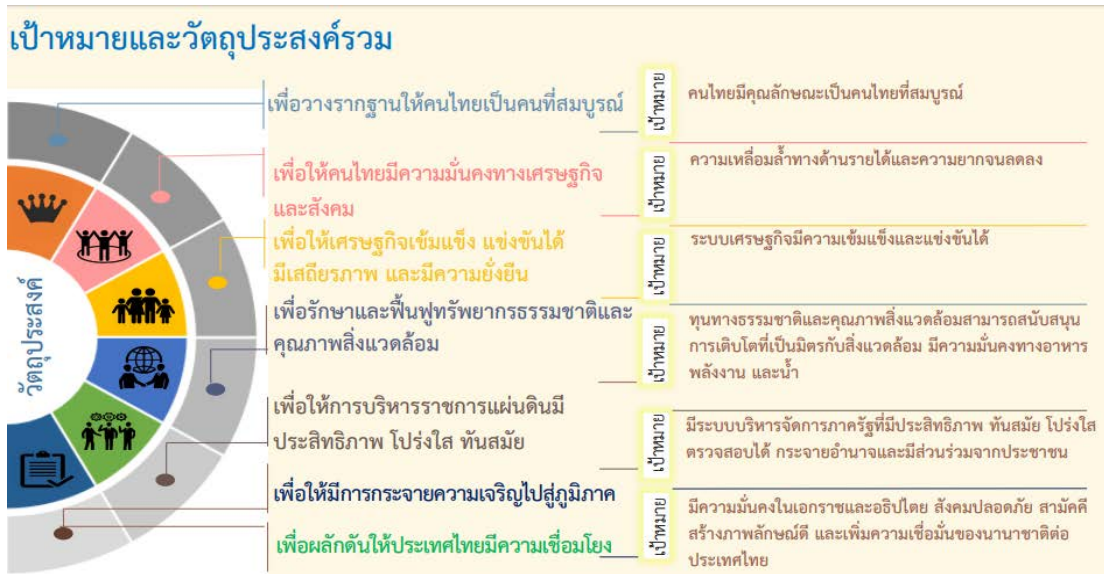 เป้าหมายและวัตถุประสงค์รวม
วัตถุประสงค์
เพื่อวางรากฐานให้คนไทยเป็นคนที่สมบูรณ์
เป้าหมาย
คนไทยมีคุณลักษณะเป็นคนไทยที่สมบูรณ์
เพื่อให้คนไทยมีความมั่นคงทางเศรษฐกิจ
และสังคม
เป้าหมาย
ความเหลื่อมล้ำทางด้านรายได้และความยากจนลดลง
เพื่อให้เศรษฐกิจเข้มแข็ง แข่งขันได้
มีเสถียรภาพ และมีความยั่งยืน
เป้าหมาย
ระบบเศรษฐกิจมีความเข้มแข็งและแข่งขันได้
เพื่อรักษาและฟื้นฟูทรัพยากรธรรมชาติและ
คุณภาพสิ่งแวดล้อม
เป้าหมาย
ทุนทางธรรมชาติและคุณภาพสิ่งแวดล้อมสามารถสนับสนุน
การเติบโตที่เป็นมิตรกับสิ่งแวดล้อม มีความมั่นคงทางอาหาร
พลังงาน และน้ำ
เพื่อให้การบริหารราชการแผ่นดินมี
ประสิทธิภาพ โปร่งใส ทันสมัย
เป้าหมาย
มีระบบบริหารจัดการภาครัฐที่มีประสิทธิภาพ ทันสมัย โปร่งใส
ตรวจสอบได้ กระจายอำนาจและมีส่วนร่วมจากประชาชน
เพื่อให้มีการกระจายความเจริญไปสู่ภูมิภาค
เพื่อผลักดันให้ประเทศไทยมีความเชื่อมโยง
เป้าหมาย
มีความมั่นคงในเอกราชและอธิปไตย สังคมปลอดภัย สามัคคี
สร้างภาพลักษณ์ดี และเพิ่มความเชื่อมั่นของนานาชาติต่อ
ประเทศไทย